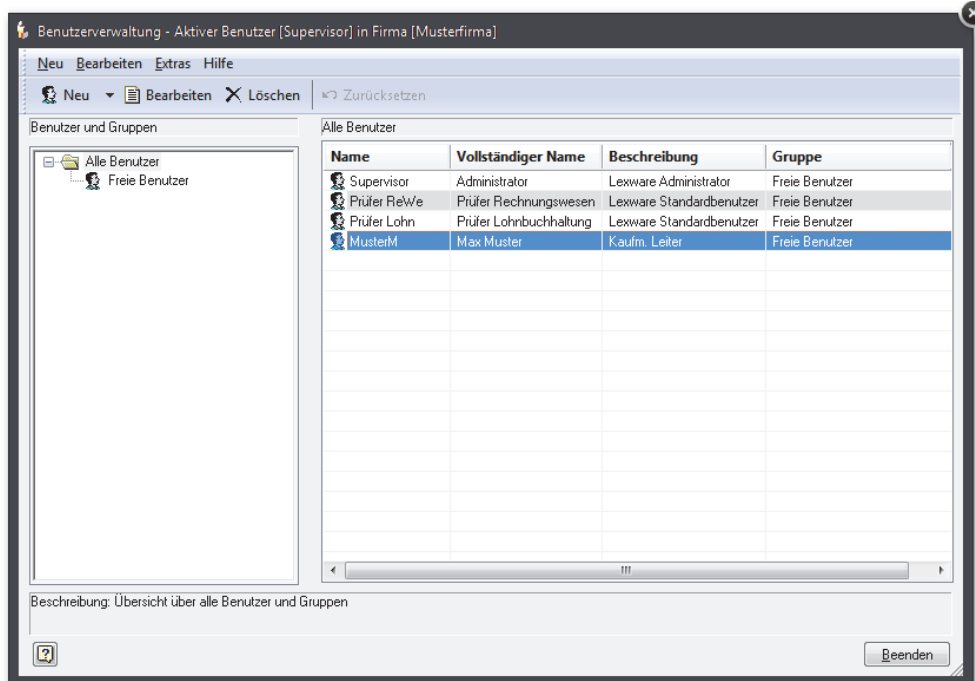 Benutzerverwaltung - Aktiver Benutzer [Supervisor] in Firma [Musterfirma]
Neu Bearbeiten Extras Hilfe
Neu Bearbeiten Löschen Zurücksetzen
Benutzer und Gruppen
Alle Benutzer
Freie Benutzer
Alle Benutzer
Name Vollständiger Name Beschreibung Gruppe
Supervisor Administrator Lexware Administrator Freie Benutzer
Prüfer ReWe Prüfer Rechnungswesen Lexware Standardbenutzer Freie Benutzer
Prüfer Lohn Prüfer Lohnbuchhaltung Lexware Standardbenutzer Freie Benutzer
MusterM Max Muster Kaufm. Leiter Freie Benutzer
Beschreibung: Übersicht über alle Benutzer und Gruppen
Beenden